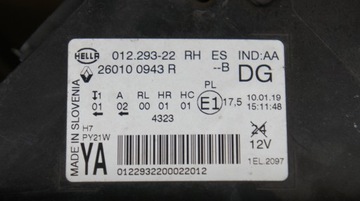 HELLA 012.293-22 RH ES IND:AA
26010 0943 R --B DG
I1 A RL HR HC PL
01 02 00 01 01 E1 17,5
10.01.19
15:11:48
4323
H7
PY21W
24
12V
YA
1EL.2097
0122932200022012
MADE IN SLOVENIA